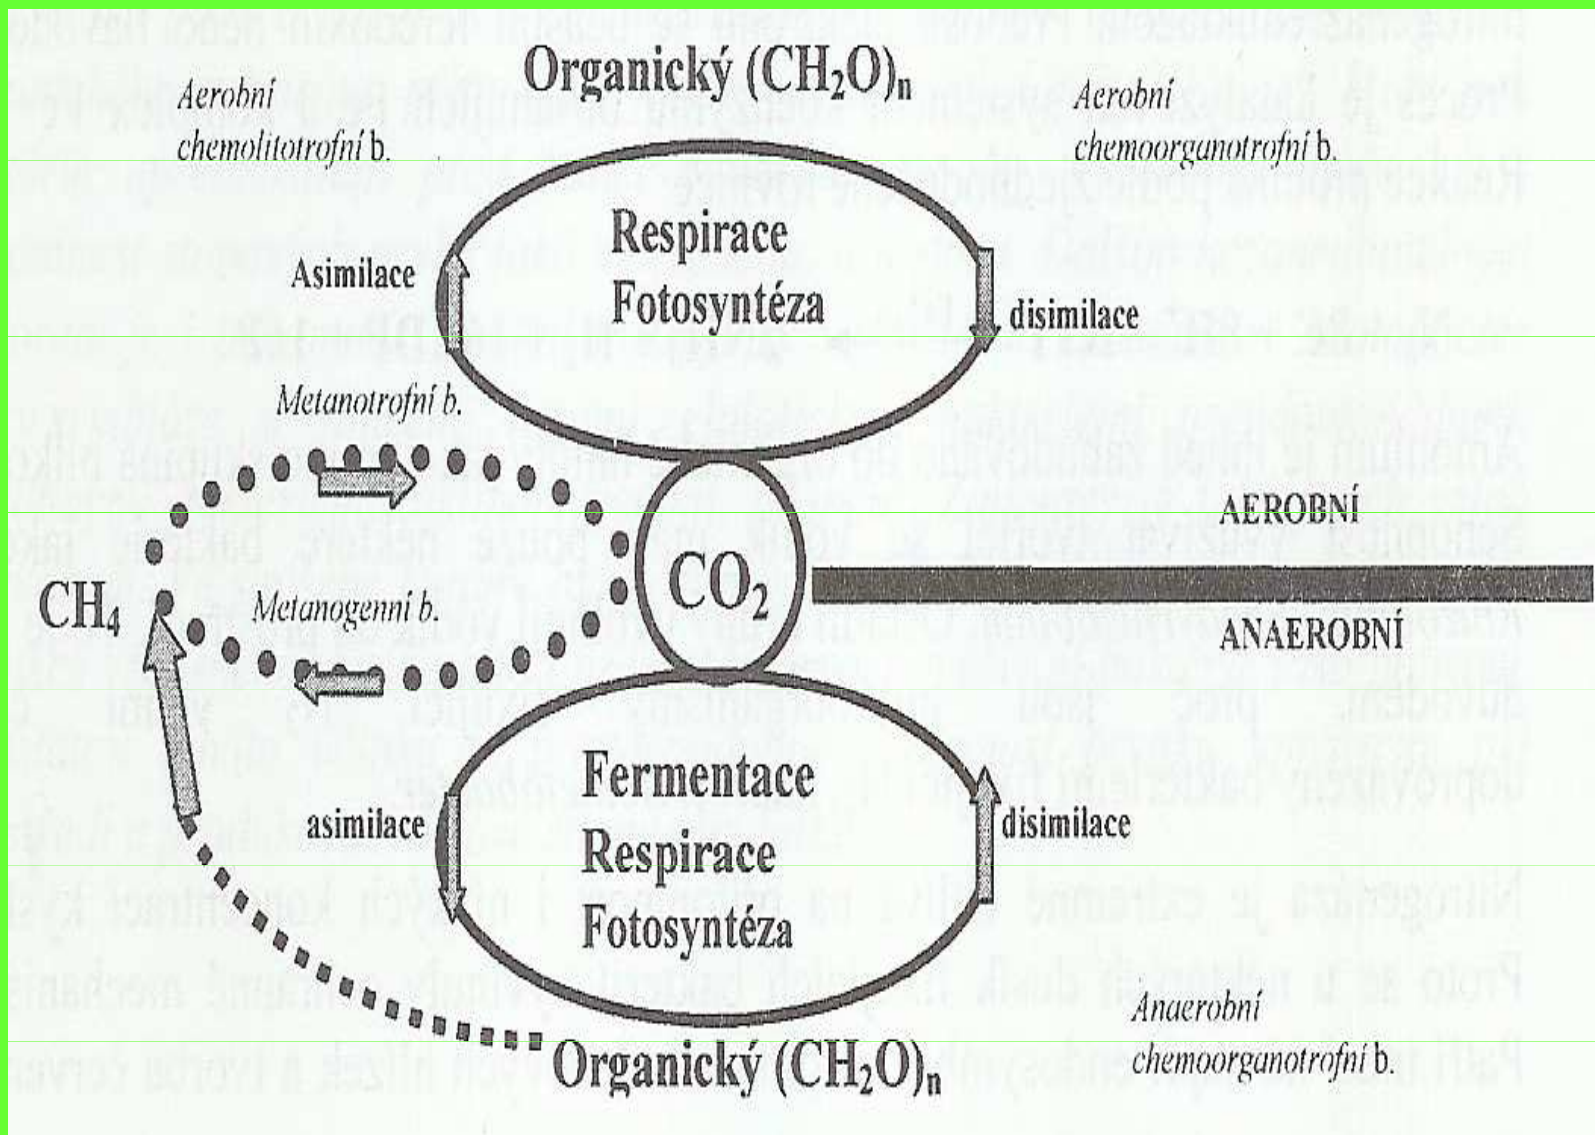 Organický (CH₂O)ₙ
Aerobní
chemolitotrofní b.
Aerobní
chemoorganotrofní b.
Respirace
Fotosyntéza
Asimilace
disimilace
Metanotrofní b.
AEROBNÍ
CO₂
CH₄
Metanogenní b.
ANAEROBNÍ
Fermentace
Respirace
Fotosyntéza
asimilace
disimilace
Anaerobní
chemoorganotrofní b.
Organický (CH₂O)ₙ